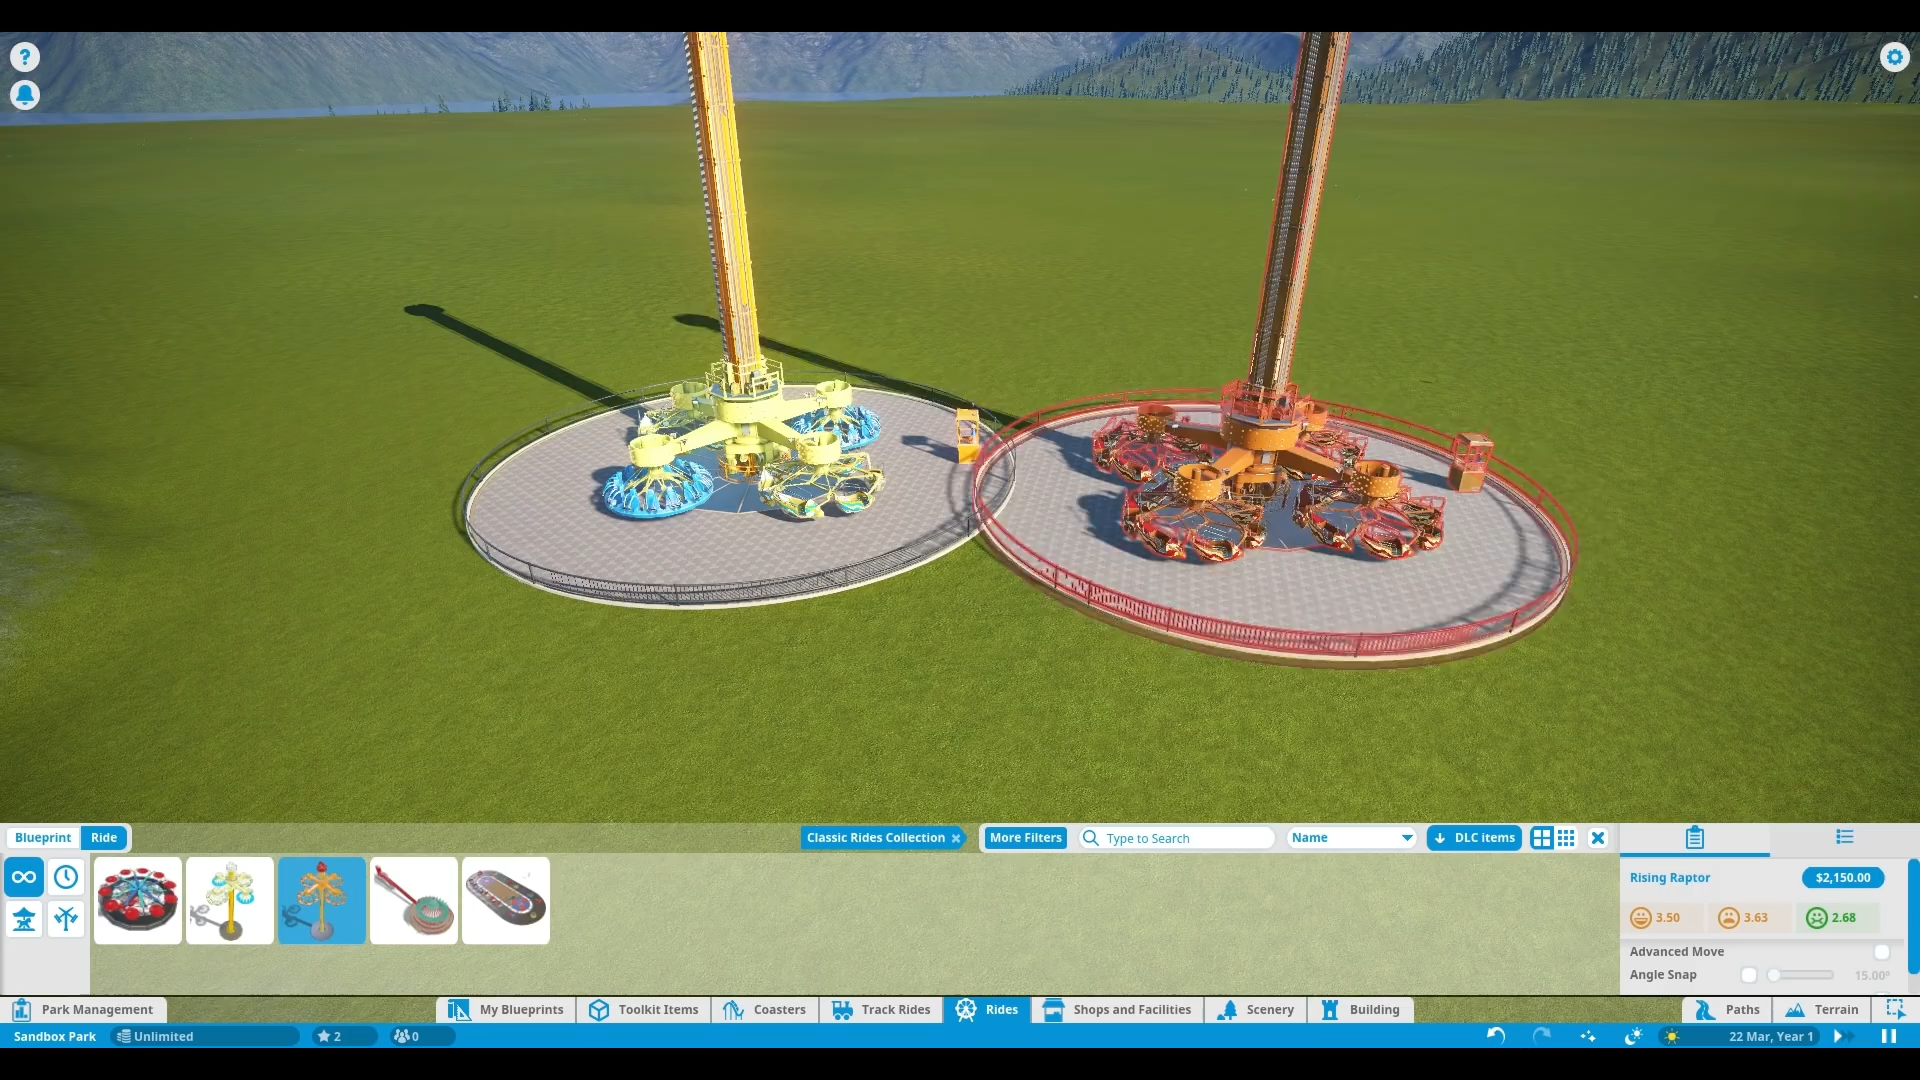 ?
Blueprint
Ride
Classic Rides Collection
More Filters
Type to Search
Name
DLC items
Rising Raptor
$2,150.00
3.50
3.63
2.68
Advanced Move
Angle Snap
15.00°
Park Management
My Blueprints
Toolkit Items
Coasters
Track Rides
Rides
Shops and Facilities
Scenery
Building
Paths
Terrain
Sandbox Park
Unlimited
2
0
22 Mar, Year 1